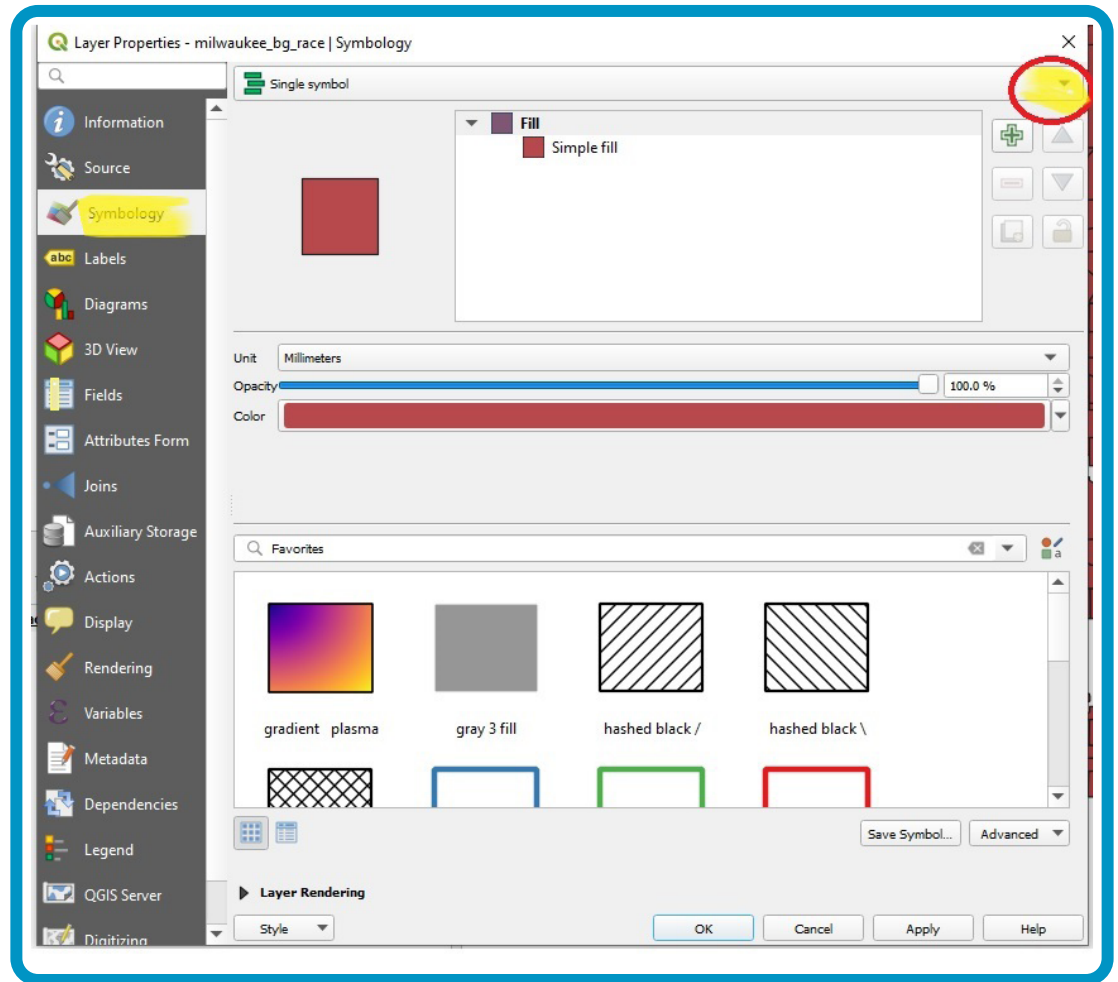 Layer Properties - milwaukee_bg_race | Symbology
Single symbol
Information
Source
Symbology
abc Labels
Diagrams
3D View
Fields
Attributes Form
Joins
Auxiliary Storage
Actions
Display
Rendering
Variables
Metadata
Dependencies
Legend
QGIS Server
Digitizing
Fill
Simple fill
Unit Millimeters
Opacity 100.0 %
Color
Favorites
a
gradient plasma gray 3 fill hashed black / hashed black \
Save Symbol... Advanced
Layer Rendering
Style OK Cancel Apply Help